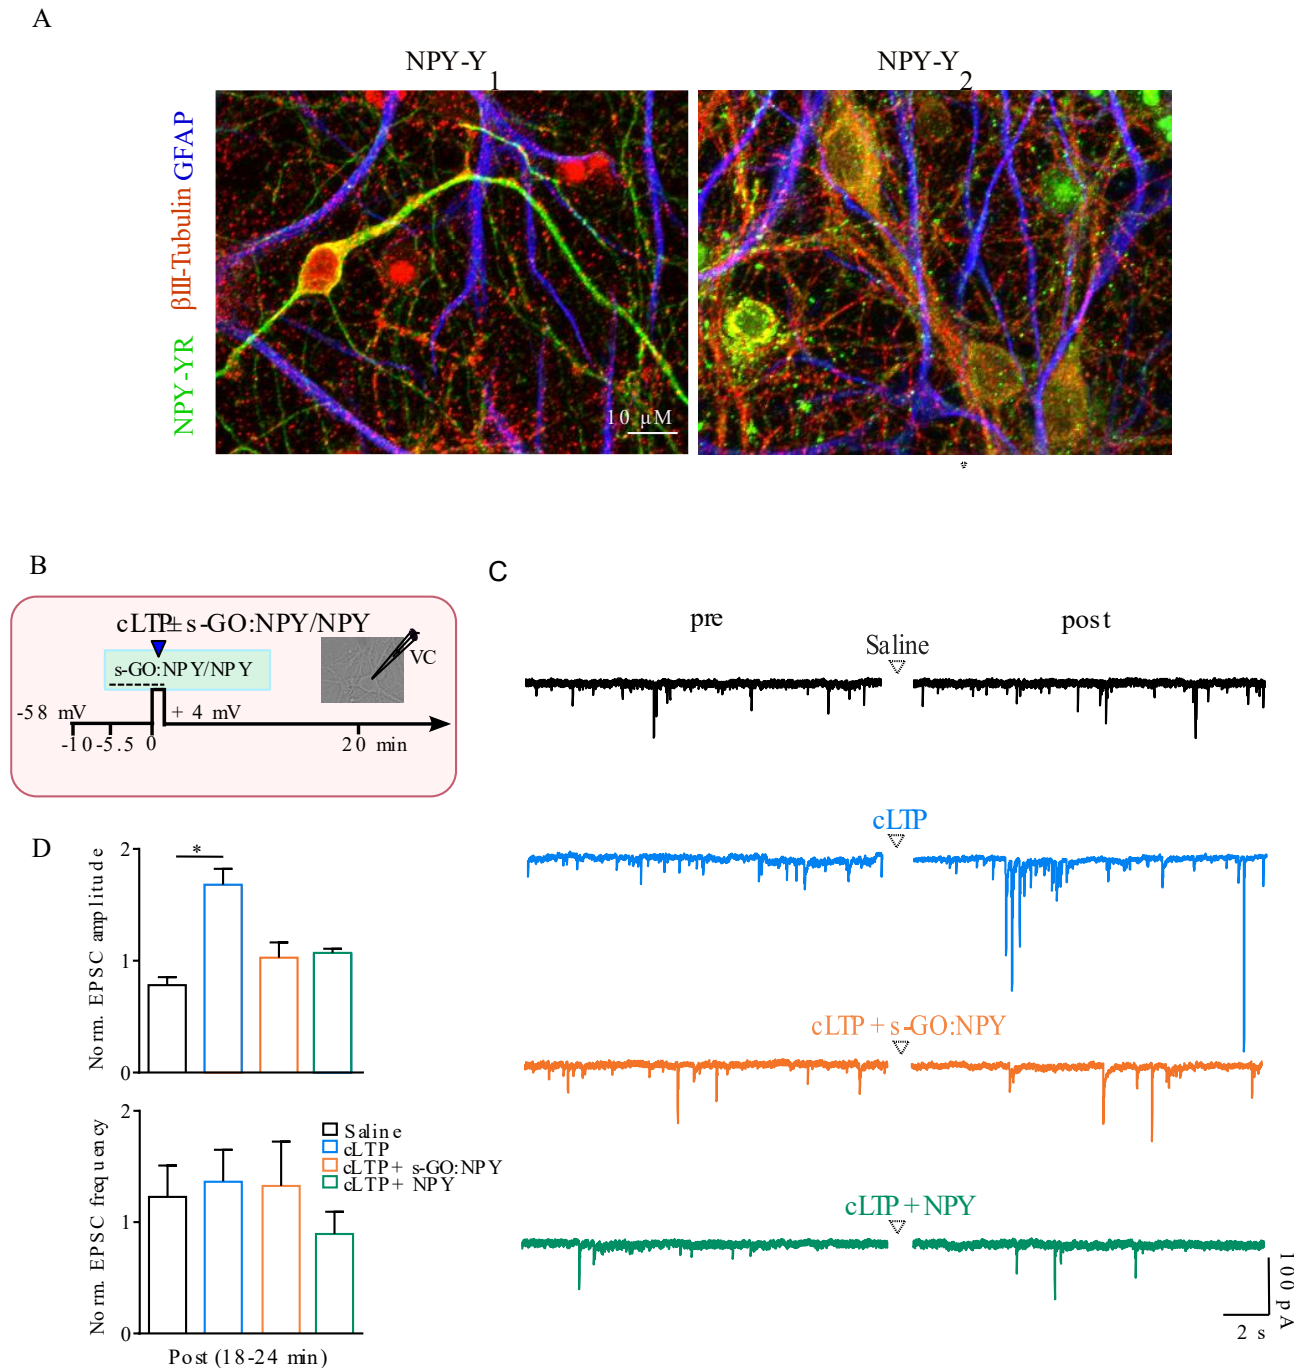 A
NPY-Y1
NPY-Y2
NPY-YR βIII-Tubulin GFAP
10 μM
B
cLTP± s-GO:NPY/NPY
s-GO:NPY/NPY
VC
-58 mV
+ 4 mV
-10
-5.5
0
20 min
C
pre
post
Saline
cLTP
cLTP + s-GO:NPY
cLTP + NPY
100 pA
2 s
D
Norm. EPSC amplitude
2
1
0
*
Norm. EPSC frequency
2
1
0
Saline
cLTP
cLTP+ s-GO:NPY
cLTP+ NPY
Post (18-24 min)